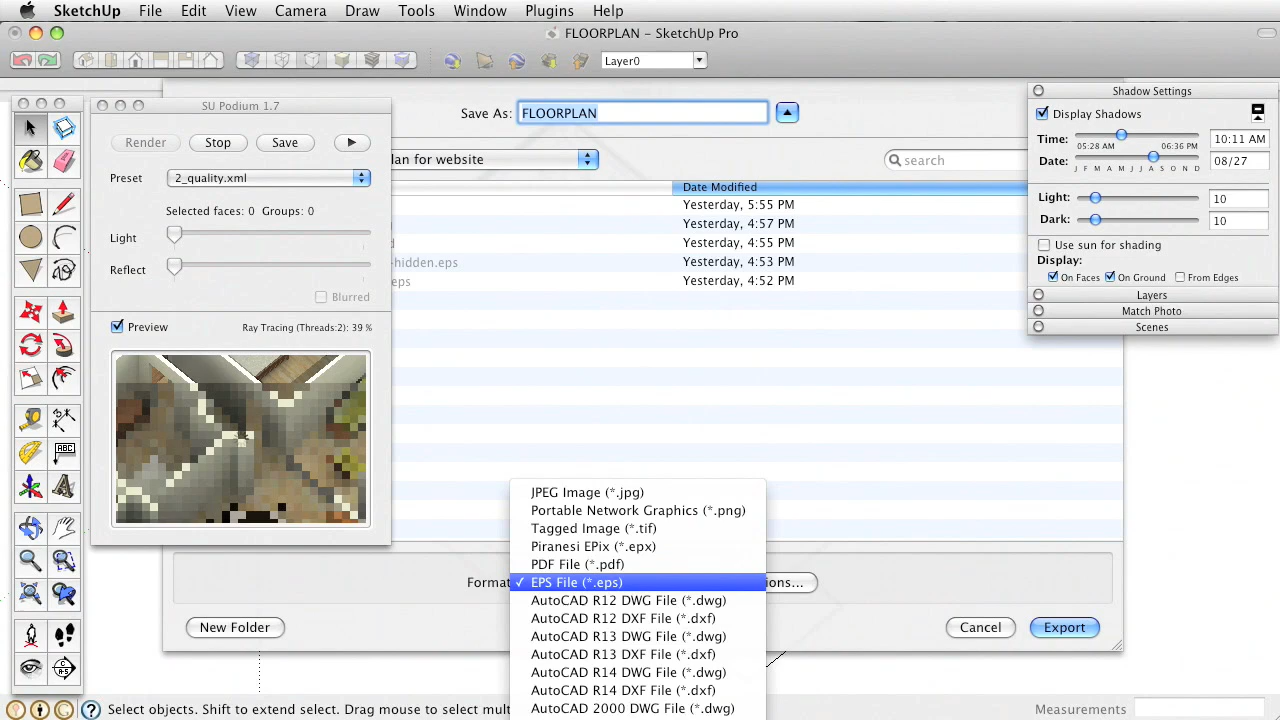 SketchUp File Edit View Camera Draw Tools Window Plugins Help
FLOORPLAN – SketchUp Pro
Layer0
SU Podium 1.7
Render Stop Save
Preset 2_quality.xml
Selected faces: 0 Groups: 0
Light
Reflect
Blurred
Preview Ray Tracing (Threads:2): 39 %
Save As: FLOORPLAN
lan for website
search
Date Modified
Yesterday, 5:55 PM
Yesterday, 4:57 PM
Yesterday, 4:55 PM
-hidden.eps Yesterday, 4:53 PM
eps Yesterday, 4:52 PM
Shadow Settings
Display Shadows
Time: 05:28 AM 06:36 PM 10:11 AM
Date: J F M A M J J A S O N D 08/27
Light: 10
Dark: 10
Use sun for shading
Display:
On Faces On Ground From Edges
Layers
Match Photo
Scenes
ABC
JPEG Image (*.jpg)
Portable Network Graphics (*.png)
Tagged Image (*.tif)
Piranesi EPix (*.epx)
PDF File (*.pdf)
Format ✓ EPS File (*.eps) ions...
AutoCAD R12 DWG File (*.dwg)
AutoCAD R12 DXF File (*.dxf)
AutoCAD R13 DWG File (*.dwg)
AutoCAD R13 DXF File (*.dxf)
AutoCAD R14 DWG File (*.dwg)
AutoCAD R14 DXF File (*.dxf)
AutoCAD 2000 DWG File (*.dwg)
New Folder Cancel Export
Select objects. Shift to extend select. Drag mouse to select mult
Measurements